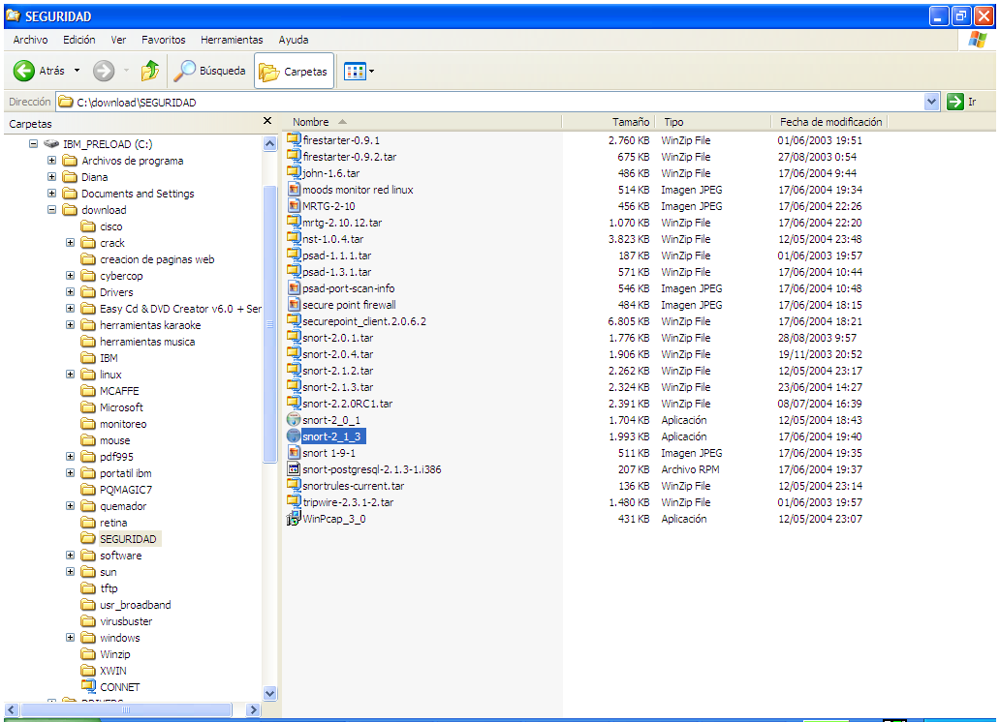 SEGURIDAD
Archivo Edición Ver Favoritos Herramientas Ayuda
Atrás Búsqueda Carpetas
Dirección C:\download\SEGURIDAD Ir
Carpetas
IBM_PRELOAD (C:)
Archivos de programa
Diana
Documents and Settings
download
cisco
crack
creacion de paginas web
cybercop
Drivers
Easy Cd & DVD Creator v6.0 + Ser
herramientas karaoke
herramientas musica
IBM
linux
MCAFFE
Microsoft
monitoreo
mouse
pdf995
portatil ibm
PQMAGIC7
quemador
retina
SEGURIDAD
software
sun
tftp
usr_broadband
virusbuster
windows
Winzip
XWIN
CONNET
DRIVERS
Nombre Tamaño Tipo Fecha de modificación
firestarter-0.9.1 2.760 KB WinZip File 01/06/2003 19:51
firestarter-0.9.2.tar 675 KB WinZip File 27/08/2003 0:54
john-1.6.tar 486 KB WinZip File 17/06/2004 9:44
moods monitor red linux 514 KB Imagen JPEG 17/06/2004 19:34
MRTG-2-10 456 KB Imagen JPEG 17/06/2004 22:26
mrtg-2.10.12.tar 1.070 KB WinZip File 17/06/2004 22:20
nst-1.0.4.tar 3.823 KB WinZip File 12/05/2004 23:48
psad-1.1.1.tar 187 KB WinZip File 01/06/2003 19:57
psad-1.3.1.tar 571 KB WinZip File 17/06/2004 10:44
psad-port-scan-info 546 KB Imagen JPEG 17/06/2004 10:48
secure point firewall 484 KB Imagen JPEG 17/06/2004 18:15
securepoint_client.2.0.6.2 6.805 KB WinZip File 17/06/2004 18:21
snort-2.0.1.tar 1.776 KB WinZip File 28/08/2003 9:57
snort-2.0.4.tar 1.906 KB WinZip File 19/11/2003 20:52
snort-2.1.2.tar 2.262 KB WinZip File 12/05/2004 23:17
snort-2.1.3.tar 2.324 KB WinZip File 23/06/2004 14:27
snort-2.2.0RC1.tar 2.391 KB WinZip File 08/07/2004 16:39
snort-2_0_1 1.704 KB Aplicación 12/05/2004 18:43
snort-2_1_3 1.993 KB Aplicación 17/06/2004 19:40
snort 1-9-1 511 KB Imagen JPEG 17/06/2004 19:35
snort-postgresql-2.1.3-1.i386 207 KB Archivo RPM 17/06/2004 19:37
snortrules-current.tar 136 KB WinZip File 12/05/2004 23:14
tripwire-2.3.1-2.tar 1.480 KB WinZip File 01/06/2003 19:57
WinPcap_3_0 431 KB Aplicación 12/05/2004 23:07